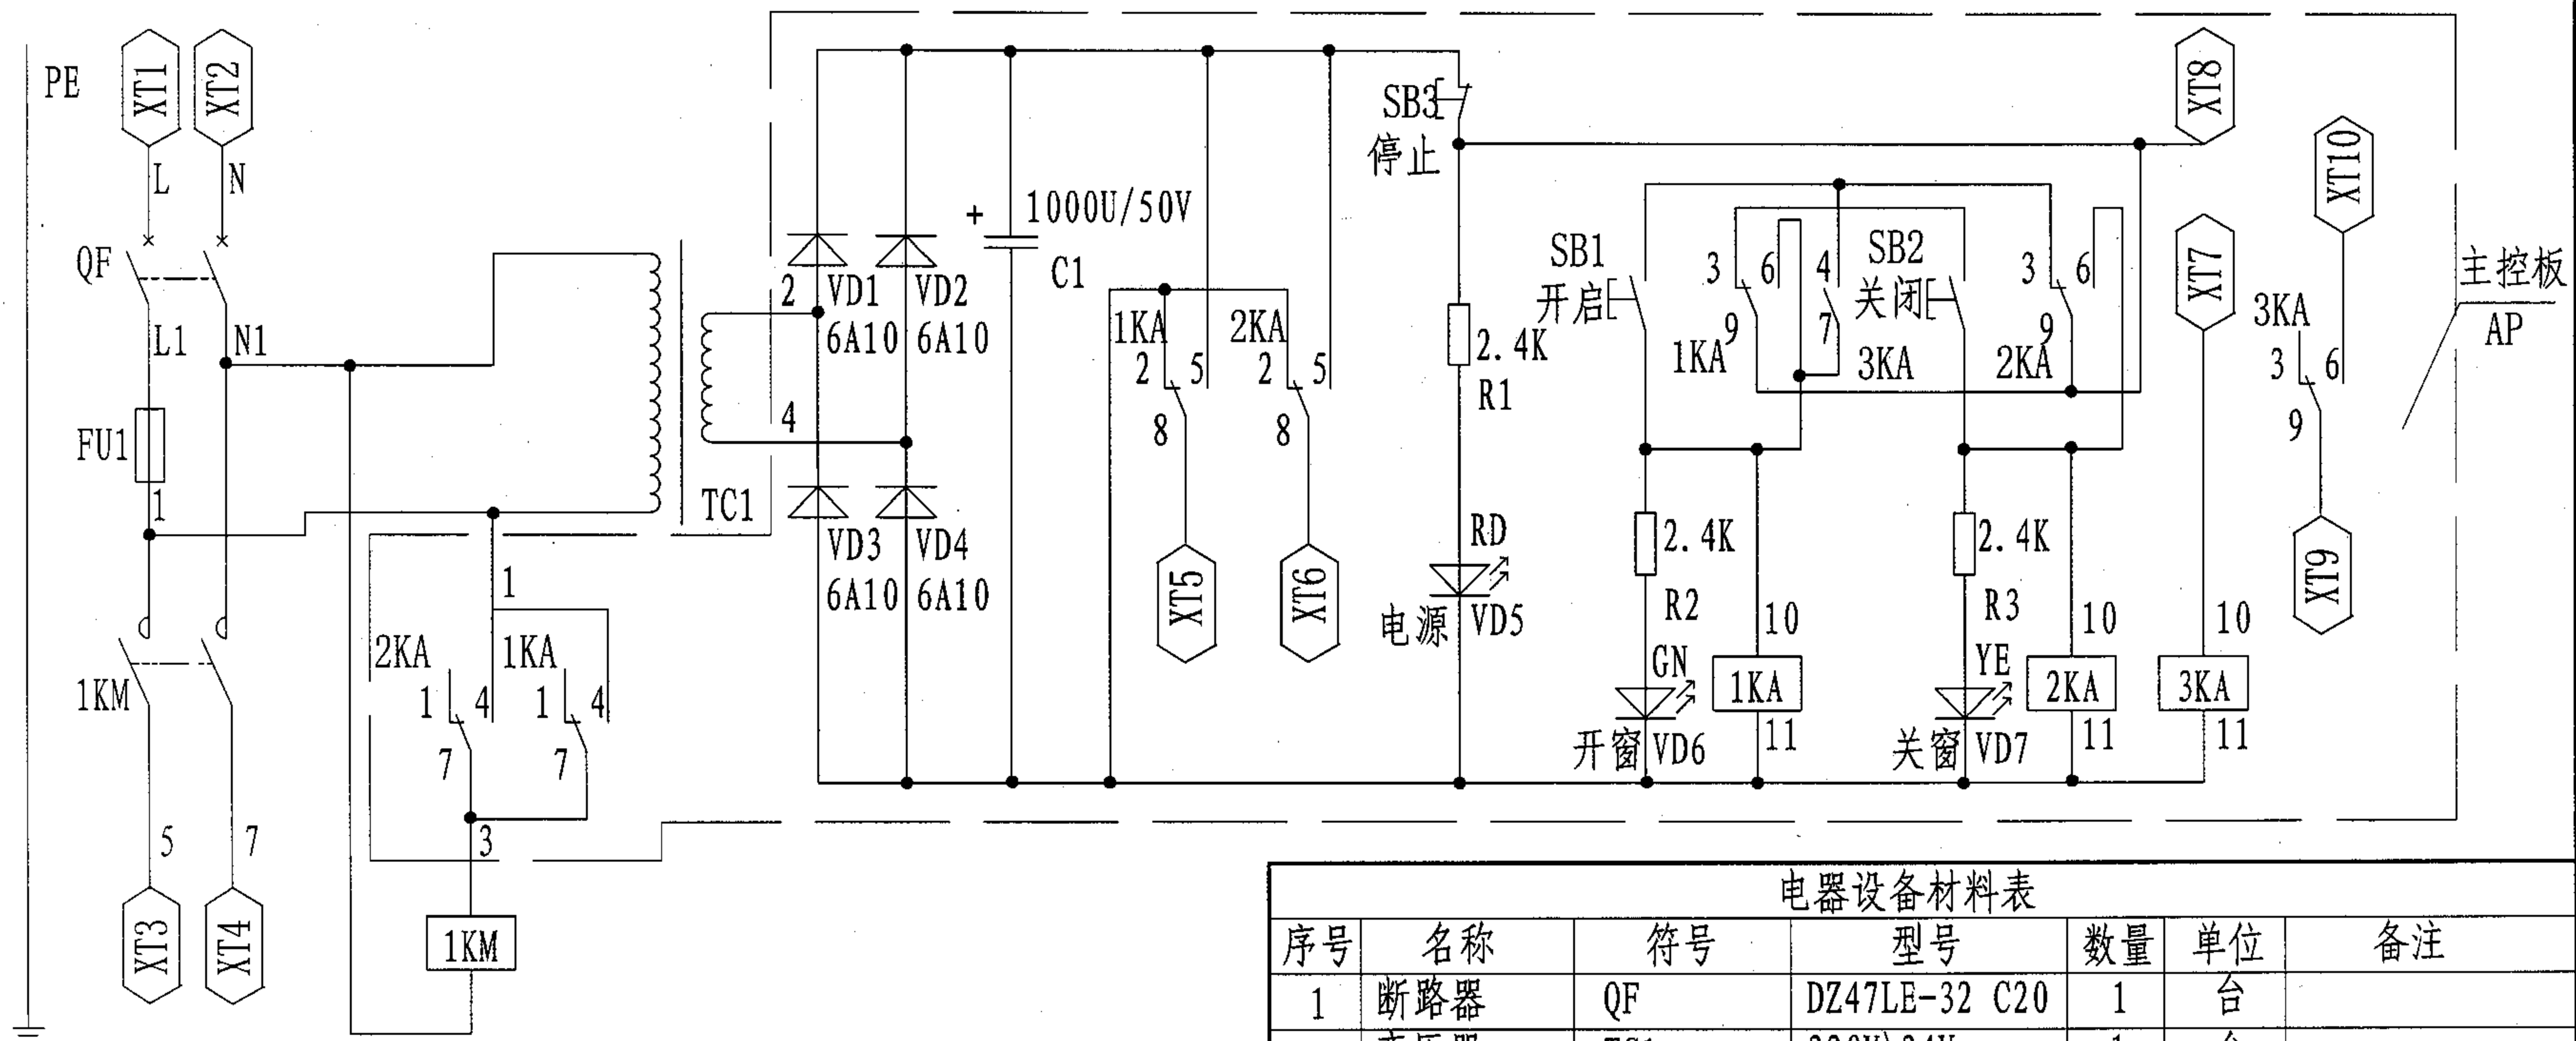 PE
XT1
XT2
L
N
QF
L1
N1
FU1
1
1KM
5
7
XT3
XT4
1
2KA
1
4
7
1KA
1
4
7
3
1KM
TC1
2
4
VD1
6A10
VD2
6A10
VD3
6A10
VD4
6A10
+
1000U/50V
C1
1KA
2
5
8
2KA
2
5
8
XT5
XT6
SB3
停止
2.4K
R1
RD
电源
VD5
SB1
开启
3
6
9
1KA
4
7
3KA
SB2
关闭
3
6
9
2KA
2.4K
R2
GN
开窗
VD6
10
1KA
11
2.4K
R3
YE
关窗
VD7
10
2KA
11
10
3KA
11
XT8
XT7
XT10
3KA
3
6
9
XT9
主控板
AP
电器设备材料表
序号 名称 符号 型号 数量 单位 备注
1 断路器 QF DZ47LE-32 C20 1 台